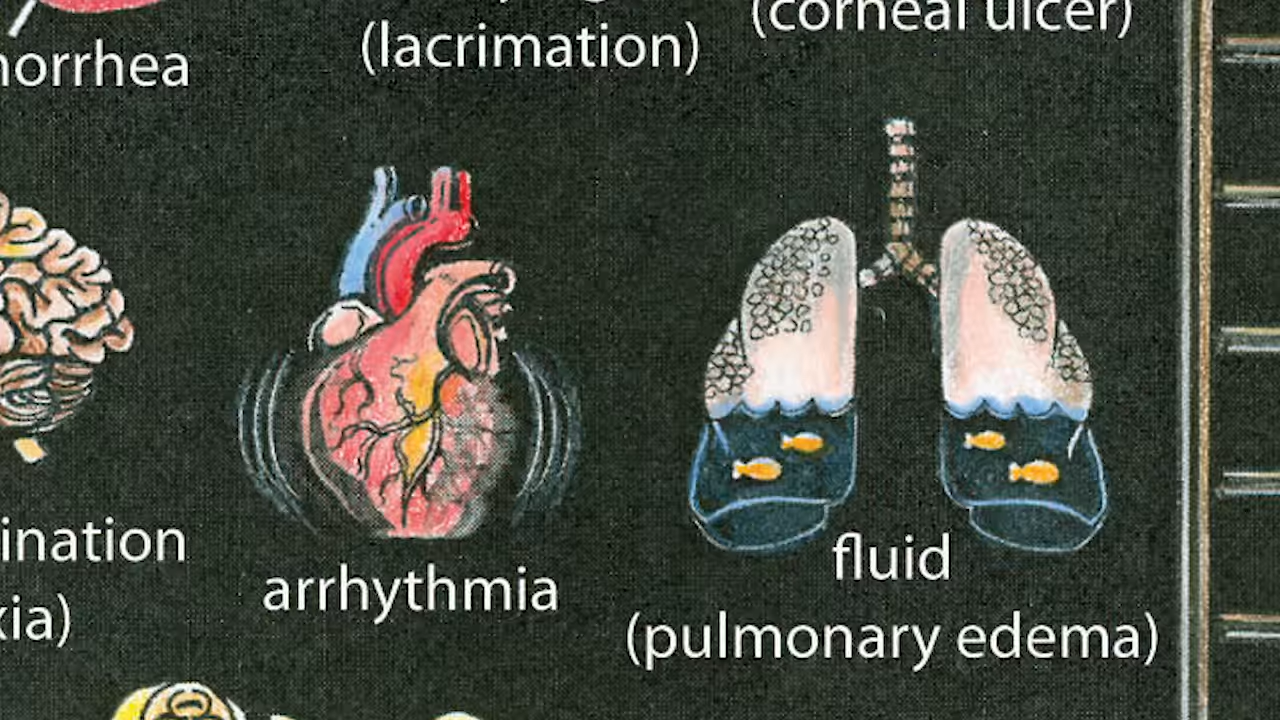 (corneal ulcer)
(lacrimation)
norrhea
arrhythmia
fluid
(pulmonary edema)
ination
xia)